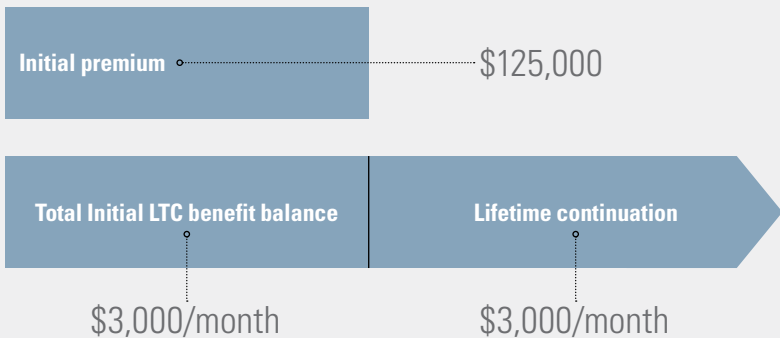 Initial premium
$125,000
Total Initial LTC benefit balance
Lifetime continuation
$3,000/month
$3,000/month